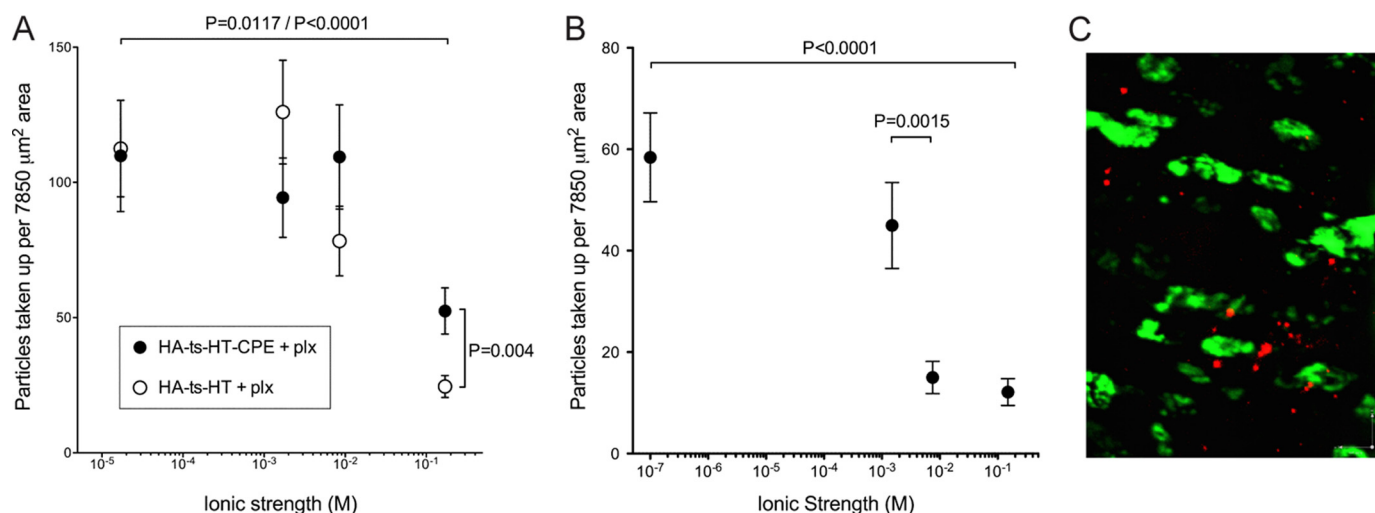 A
P=0.0117 / P<0.0001
Particles taken up per 7850 μm² area
150
100
50
0
P=0.004
HA-ts-HT-CPE + plx
HA-ts-HT + plx
10⁻⁵
10⁻⁴
10⁻³
10⁻²
10⁻¹
Ionic strength (M)
B
P<0.0001
P=0.0015
Particles taken up per 7850 μm² area
80
60
40
20
0
10⁻⁷
10⁻⁶
10⁻⁵
10⁻⁴
10⁻³
10⁻²
10⁻¹
Ionic Strength (M)
C